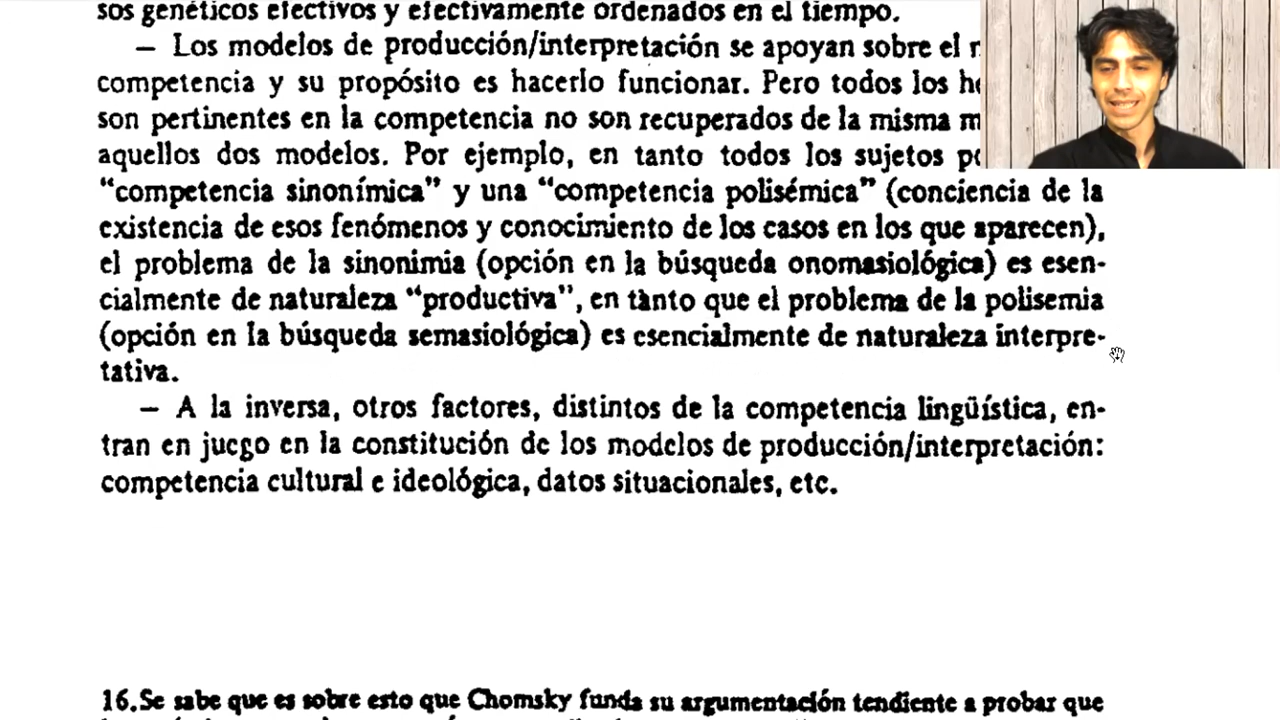 sos genéticos efectivos y efectivamente ordenados en el tiempo.
— Los modelos de producción/interpretación se apoyan sobre el
competencia y su propósito es hacerlo funcionar. Pero todos los
son pertinentes en la competencia no son recuperados de la misma
aquellos dos modelos. Por ejemplo, en tanto todos los sujetos
“competencia sinonímica” y una “competencia polisémica” (conciencia de la
existencia de esos fenómenos y conocimiento de los casos en los que aparecen),
el problema de la sinonimia (opción en la búsqueda onomasiológica) es esen-
cialmente de naturaleza “productiva”, en tanto que el problema de la polisemia
(opción en la búsqueda semasiológica) es esencialmente de naturaleza interpre-
tativa.
— A la inversa, otros factores, distintos de la competencia lingüística, en-
tran en juego en la constitución de los modelos de producción/interpretación:
competencia cultural e ideológica, datos situacionales, etc.
16. Se sabe que es sobre esto que Chomsky funda su argumentación tendiente a probar que